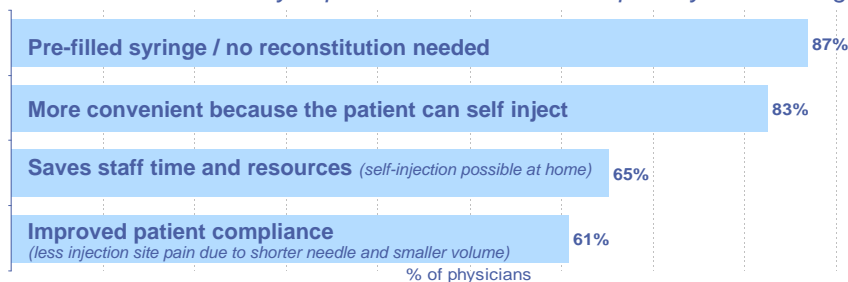 Pre-filled syringe / no reconstitution needed
87%
More convenient because the patient can self inject
83%
Saves staff time and resources (self-injection possible at home)
65%
Improved patient compliance
(less injection site pain due to shorter needle and smaller volume)
61%
% of physicians